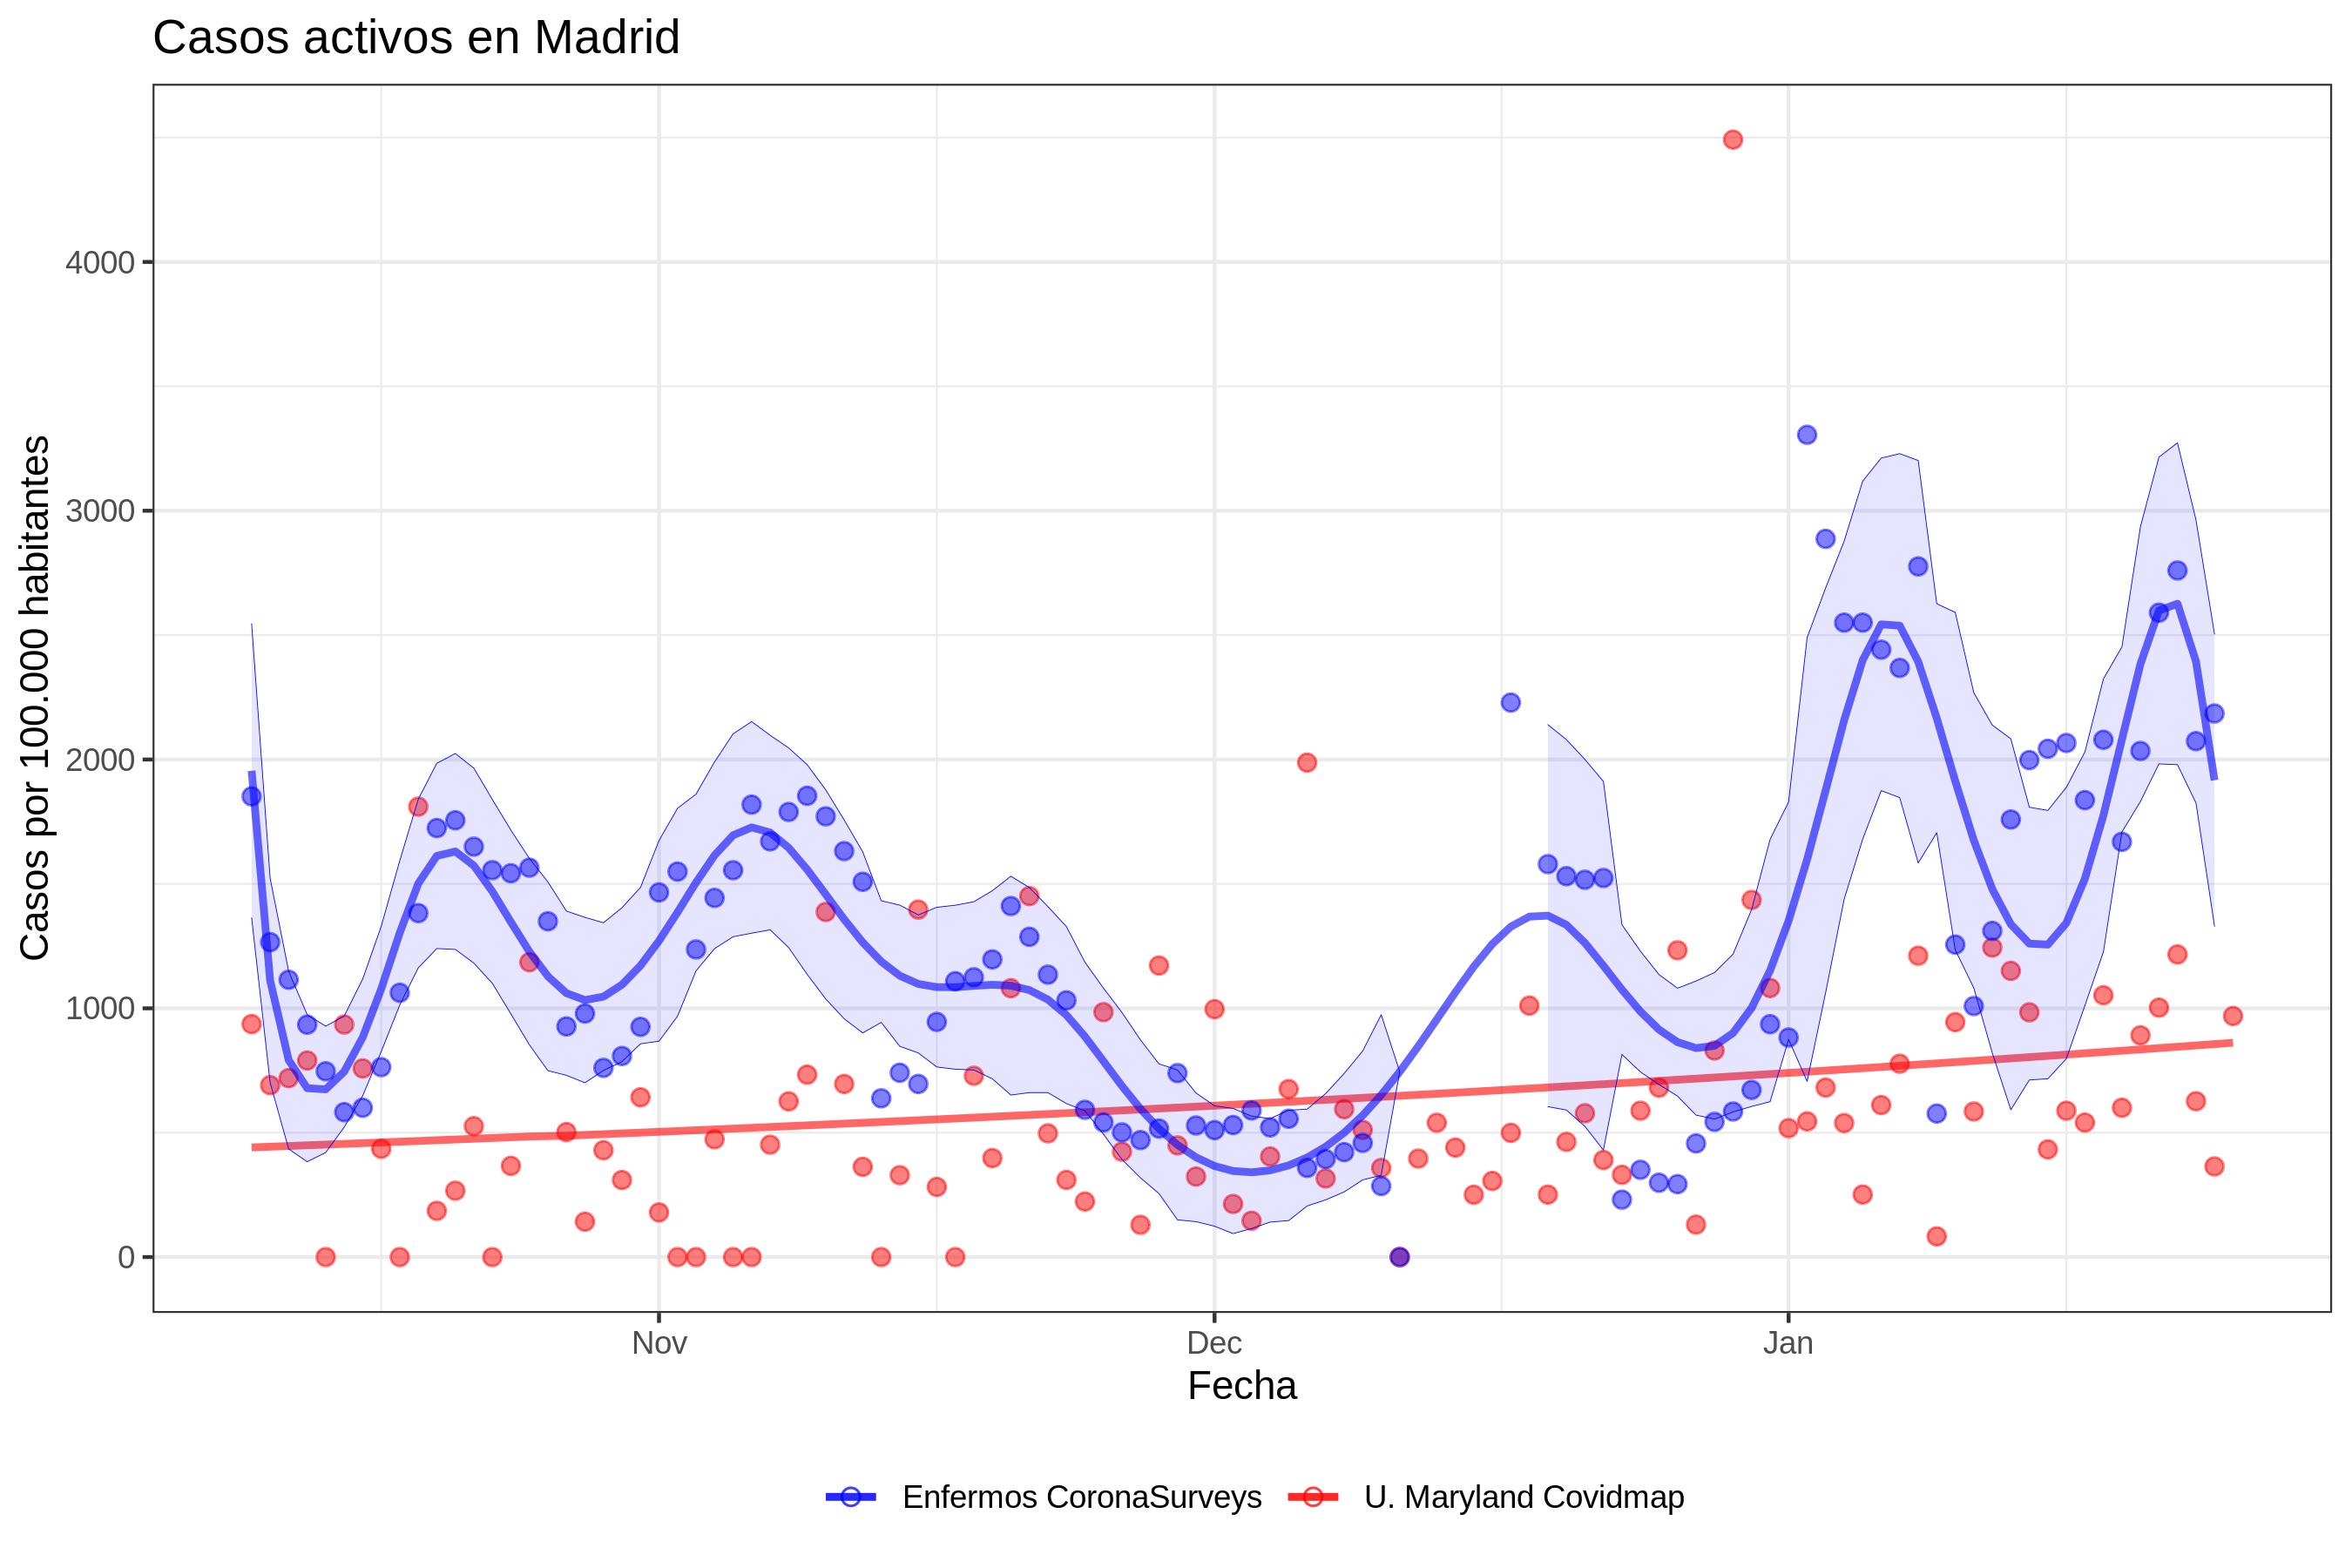 Casos activos en Madrid
Casos por 100.000 habitantes
4000
3000
2000
1000
0
Nov Dec Jan
Fecha
Enfermos CoronaSurveys U. Maryland Covidmap